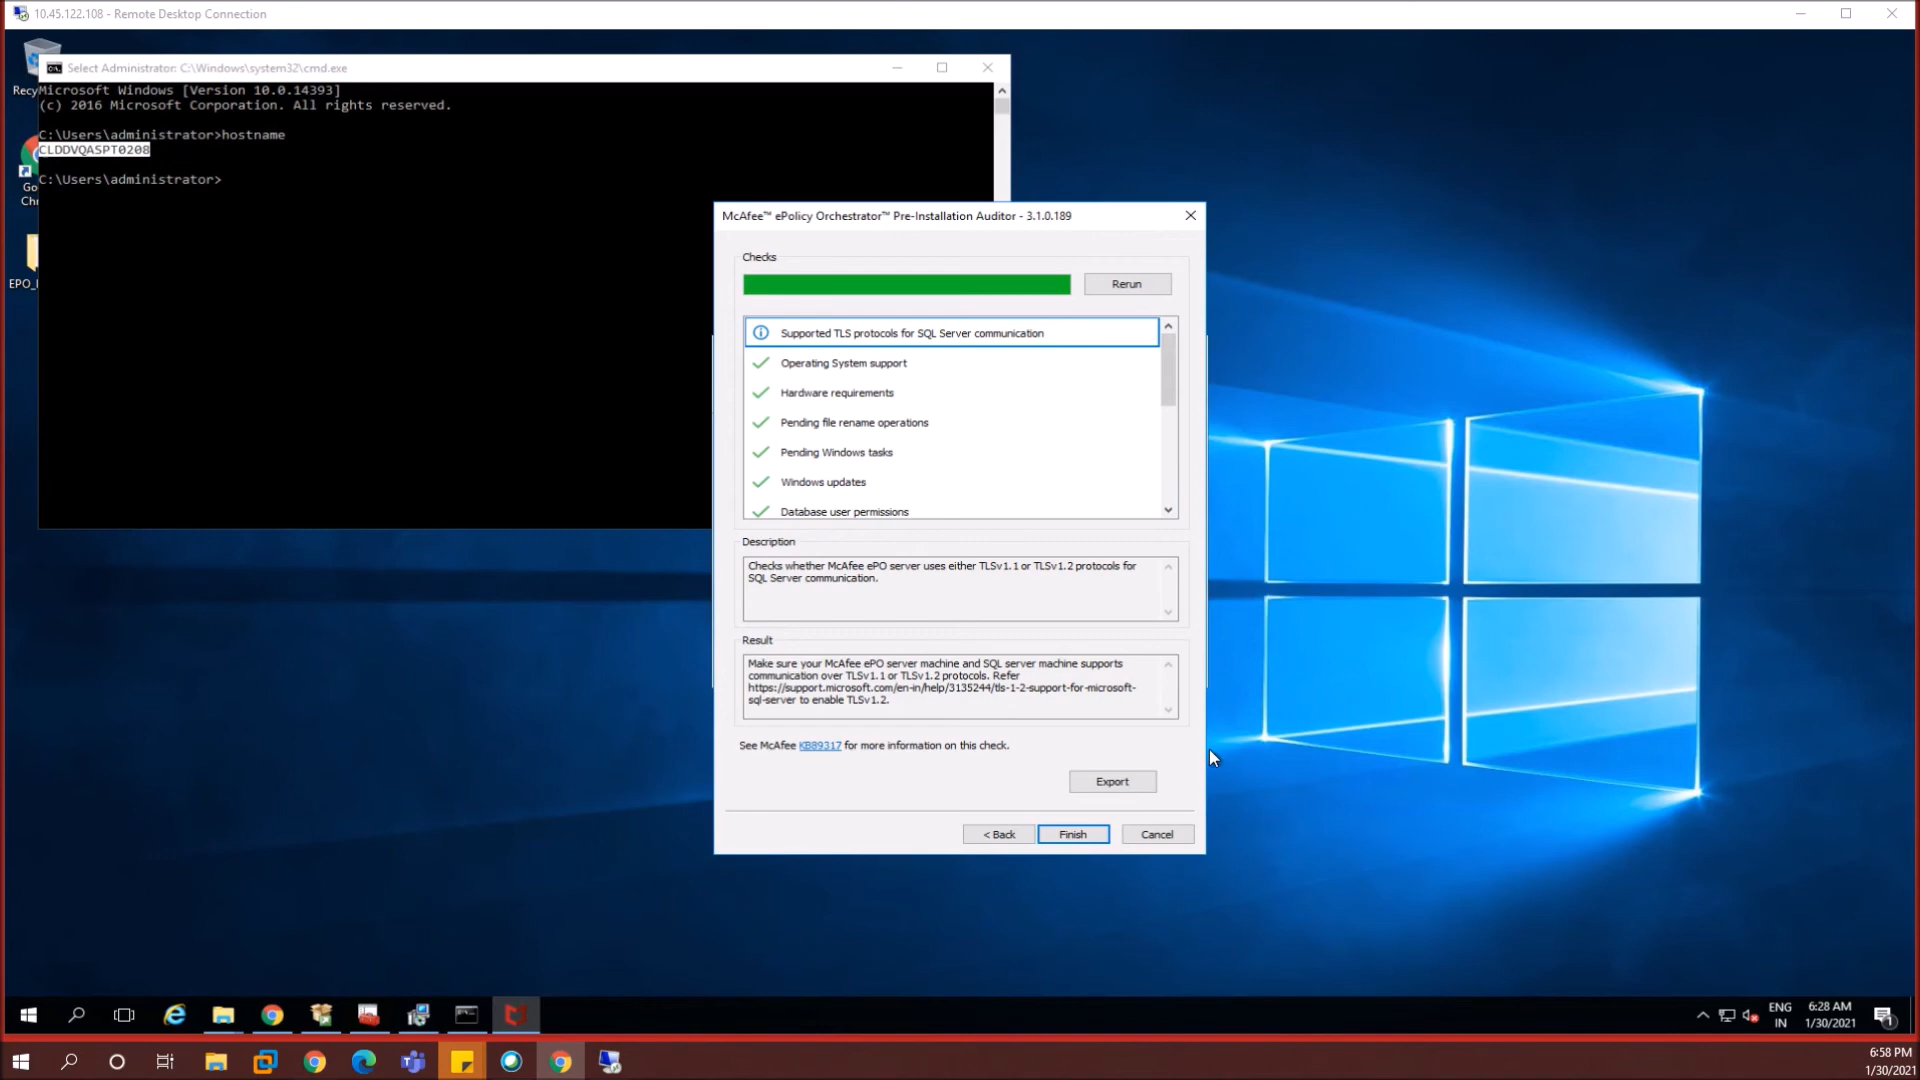 10.45.122.108 - Remote Desktop Connection
Select Administrator: C:\Windows\system32\cmd.exe
Recy
Microsoft Windows [Version 10.0.14393]
(c) 2016 Microsoft Corporation. All rights reserved.
C:\Users\administrator>hostname
CLDDVQASPT0208
C:\Users\administrator>
Go
Chr
EPO_
McAfee™ ePolicy Orchestrator™ Pre-Installation Auditor - 3.1.0.189
Checks
Rerun
Supported TLS protocols for SQL Server communication
Operating System support
Hardware requirements
Pending file rename operations
Pending Windows tasks
Windows updates
Database user permissions
Description
Checks whether McAfee ePO server uses either TLSv1.1 or TLSv1.2 protocols for
SQL Server communication.
Result
Make sure your McAfee ePO server machine and SQL server machine supports
communication over TLSv1.1 or TLSv1.2 protocols. Refer
https://support.microsoft.com/en-in/help/3135244/tls-1-2-support-for-microsoft-
sql-server to enable TLSv1.2.
See McAfee KB89317 for more information on this check.
Export
< Back
Finish
Cancel
ENG
IN
6:28 AM
1/30/2021
1
6:58 PM
1/30/2021